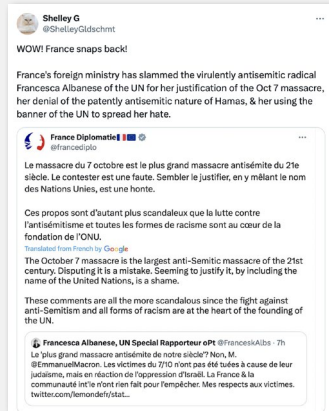 Shelley G
@ShelleyGldschmt
WOW! France snaps back!
France's foreign ministry has slammed the virulently antisemitic radical
Francesca Albanese of the UN for her justification of the Oct 7 massacre,
her denial of the patently antisemitic nature of Hamas, & her using the
banner of the UN to spread her hate.
France Diplomatie
@francediplo
Le massacre du 7 octobre est le plus grand massacre antisémite du 21e
siècle. Le contester est une faute. Sembler le justifier, en y mêlant le nom
des Nations Unies, est une honte.
Ces propos sont d'autant plus scandaleux que la lutte contre
l'antisémitisme et toutes les formes de racisme sont au cœur de la
fondation de l'ONU.
Translated from French by Google
The October 7 massacre is the largest anti-Semitic massacre of the 21st
century. Disputing it is a mistake. Seeming to justify it, by including the
name of the United Nations, is a shame.
These comments are all the more scandalous since the fight against
anti-Semitism and all forms of racism are at the heart of the founding of
the UN.
Francesca Albanese, UN Special Rapporteur oPt @FranceskAlbs · 7h
Le 'plus grand massacre antisémite de notre siècle'? Non, M.
@EmmanuelMacron. Les victimes du 7/10 n'ont pas été tuées à cause de leur
judaïsme, mais en réaction de l'oppression d'Israël. La France & la
communauté int'le n'ont rien fait pour l'empêcher. Mes respects aux victimes.
twitter.com/lemondefr/stat...